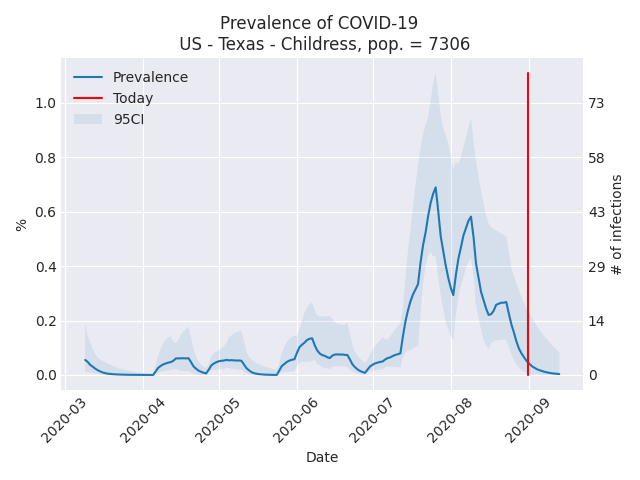 Prevalence of COVID-19
US - Texas - Childress, pop. = 7306
Prevalence
Today
95CI
%
1.0
0.8
0.6
0.4
0.2
0.0
73
58
43
29
14
0
# of infections
2020-03
2020-04
2020-05
2020-06
2020-07
2020-08
2020-09
Date